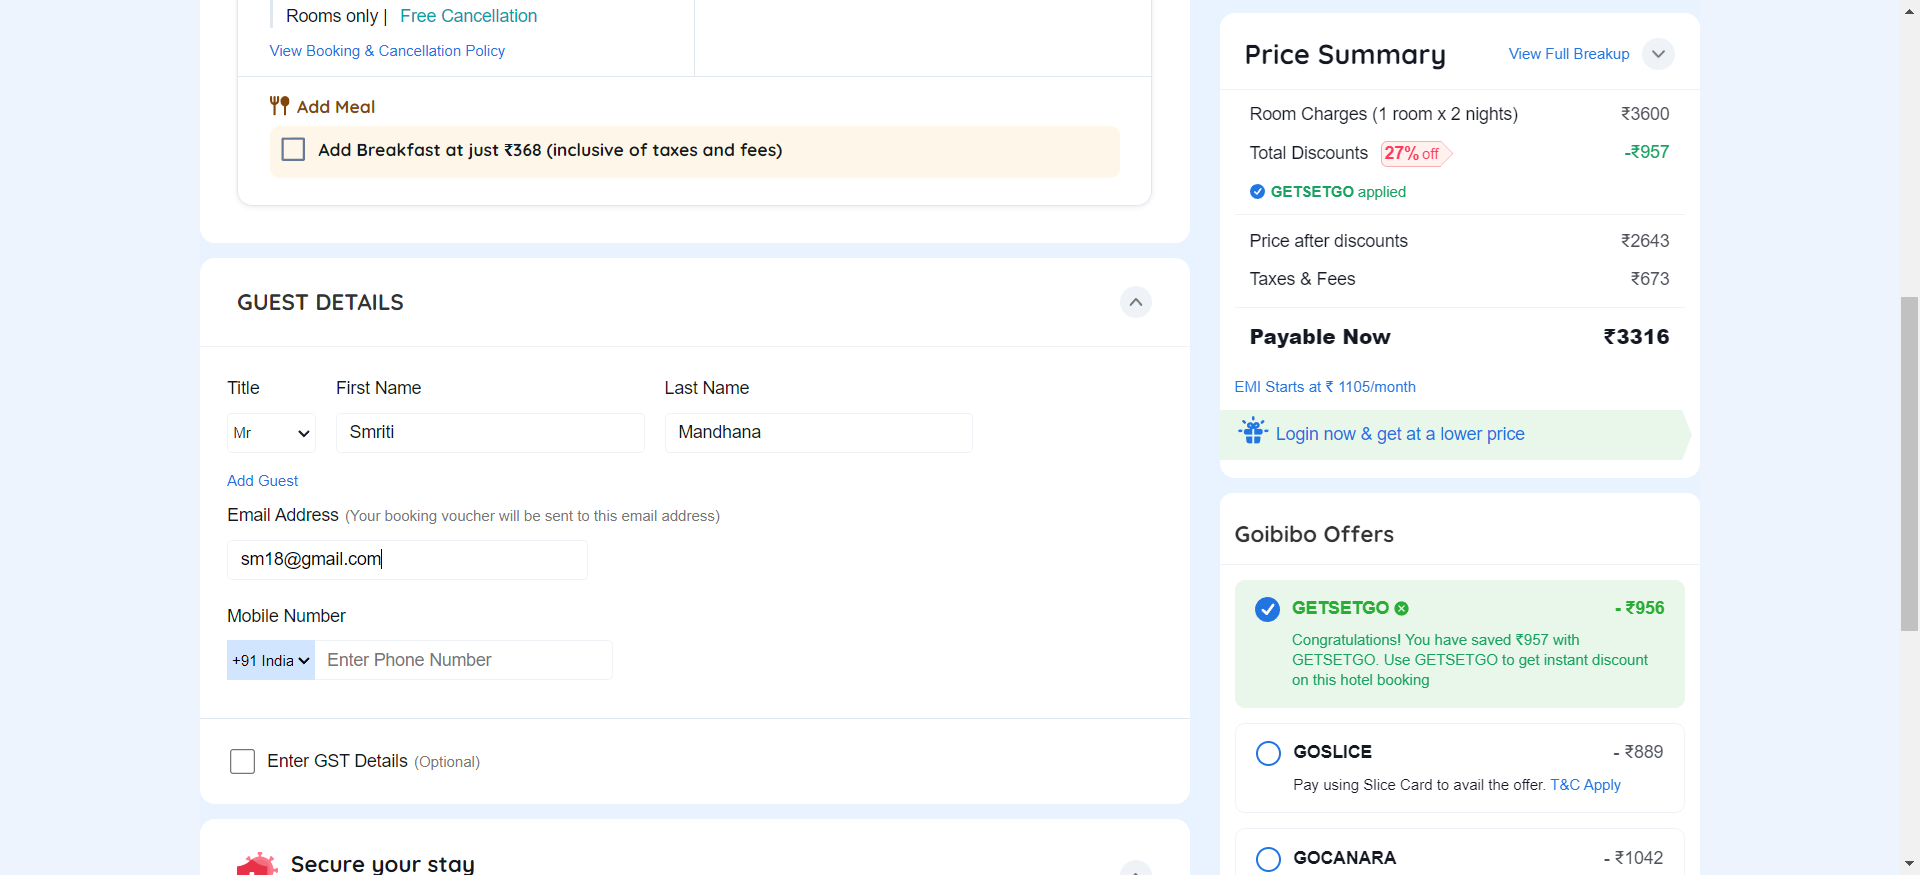 Rooms only | Free Cancellation
View Booking & Cancellation Policy
Add Meal
Add Breakfast at just ₹368 (inclusive of taxes and fees)
GUEST DETAILS
Title First Name Last Name
Mr Smriti Mandhana
Add Guest
Email Address (Your booking voucher will be sent to this email address)
sm18@gmail.com
Mobile Number
+91 India Enter Phone Number
Enter GST Details (Optional)
Secure your stay
Price Summary View Full Breakup
Room Charges (1 room x 2 nights) ₹3600
Total Discounts 27% off -₹957
GETSETGO applied
Price after discounts ₹2643
Taxes & Fees ₹673
Payable Now ₹3316
EMI Starts at ₹ 1105/month
Login now & get at a lower price
Goibibo Offers
GETSETGO - ₹956
Congratulations! You have saved ₹957 with
GETSETGO. Use GETSETGO to get instant discount
on this hotel booking
GOSLICE - ₹889
Pay using Slice Card to avail the offer. T&C Apply
GOCANARA - ₹1042